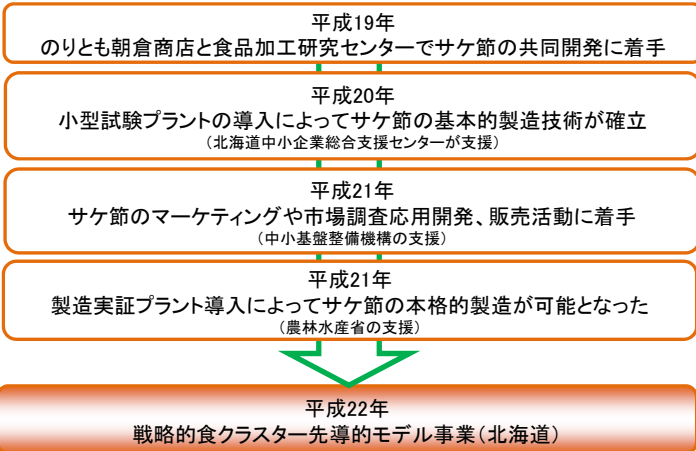 平成19年
のりとも朝倉商店と食品加工研究センターでサケ節の共同開発に着手
平成20年
小型試験プラントの導入によってサケ節の基本的製造技術が確立
（北海道中小企業総合支援センターが支援）
平成21年
サケ節のマーケティングや市場調査応用開発、販売活動に着手
（中小基盤整備機構の支援）
平成21年
製造実証プラント導入によってサケ節の本格的製造が可能となった
（農林水産省の支援）
平成22年
戦略的食クラスター先導的モデル事業（北海道）